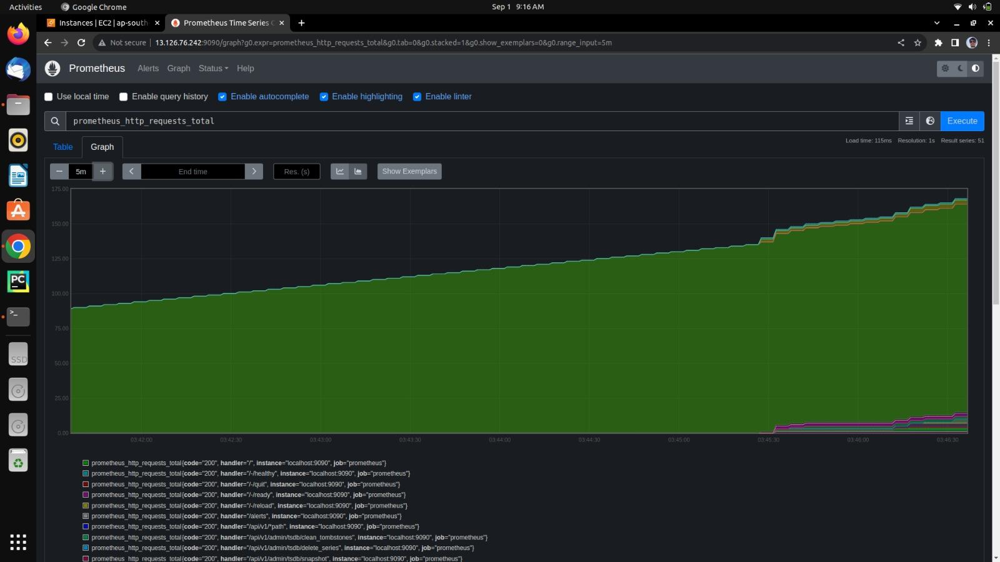 Activities Google Chrome Sep 1 9:16 AM
Instances | EC2 | ap-south Prometheus Time Series C
Not secure 13.126.76.242:9090/graph?g0.expr=prometheus_http_requests_total&g0.tab=0&g0.stacked=1&g0.show_exemplars=0&g0.range_input=5m
Prometheus Alerts Graph Status Help
Use local time Enable query history Enable autocomplete Enable highlighting Enable linter
prometheus_http_requests_total Execute
Load time: 115ms Resolution: 1s Result series: 51
Table Graph
− 5m + End time Res. (s) Show Exemplars
175.00
150.00
125.00
100.00
75.00
50.00
25.00
0.00
03:42:00 03:42:30 03:43:00 03:43:30 03:44:00 03:44:30 03:45:00 03:45:30 03:46:00 03:46:30
prometheus_http_requests_total{code="200", handler="/", instance="localhost:9090", job="prometheus"}
prometheus_http_requests_total{code="200", handler="/-/healthy", instance="localhost:9090", job="prometheus"}
prometheus_http_requests_total{code="200", handler="/-/quit", instance="localhost:9090", job="prometheus"}
prometheus_http_requests_total{code="200", handler="/-/ready", instance="localhost:9090", job="prometheus"}
prometheus_http_requests_total{code="200", handler="/-/reload", instance="localhost:9090", job="prometheus"}
prometheus_http_requests_total{code="200", handler="/alerts", instance="localhost:9090", job="prometheus"}
prometheus_http_requests_total{code="200", handler="/api/v1/*path", instance="localhost:9090", job="prometheus"}
prometheus_http_requests_total{code="200", handler="/api/v1/admin/tsdb/clean_tombstones", instance="localhost:9090", job="prometheus"}
prometheus_http_requests_total{code="200", handler="/api/v1/admin/tsdb/delete_series", instance="localhost:9090", job="prometheus"}
prometheus_http_requests_total{code="200", handler="/api/v1/admin/tsdb/snapshot", instance="localhost:9090", job="prometheus"}
PC
>_
SSD